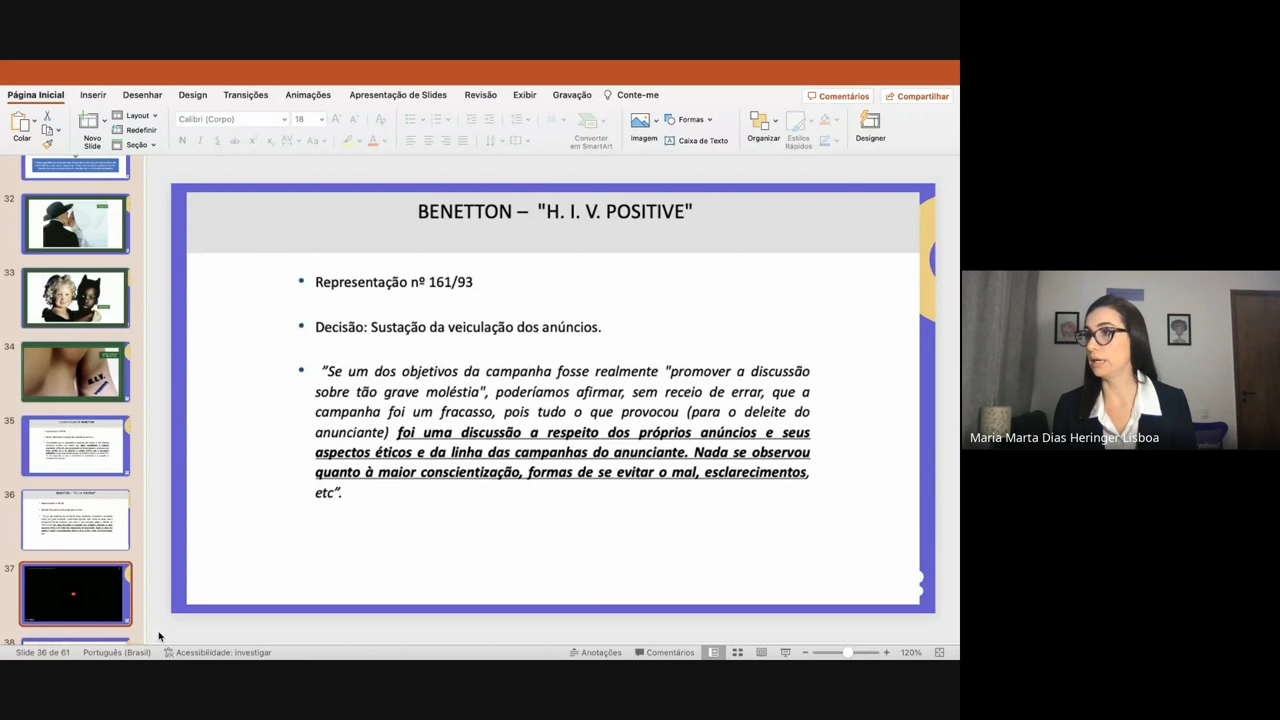 Página Inicial Inserir Desenhar Design Transições Animações Apresentação de Slides Revisão Exibir Gravação Conte-me Comentários Compartilhar
Colar
Novo
Slide
Layout
Redefinir
Seção
Calibri (Corpo) 18
Converter
em SmartArt
Imagem
Formas
Caixa de Texto
Organizar
Estilos
Rápidos
Designer
32
33
34
35
36
37
38
BENETTON – "H. I. V. POSITIVE"
• Representação nº 161/93
• Decisão: Sustação da veiculação dos anúncios.
• "Se um dos objetivos da campanha fosse realmente "promover a discussão
sobre tão grave moléstia", poderíamos afirmar, sem receio de errar, que a
campanha foi um fracasso, pois tudo o que provocou (para o deleite do
anunciante) foi uma discussão a respeito dos próprios anúncios e seus
aspectos éticos e da linha das campanhas do anunciante. Nada se observou
quanto à maior conscientização, formas de se evitar o mal, esclarecimentos,
etc".
Maria Marta Dias Heringer Lisboa
Slide 36 de 61 Português (Brasil) Acessibilidade: investigar Anotações Comentários 120%